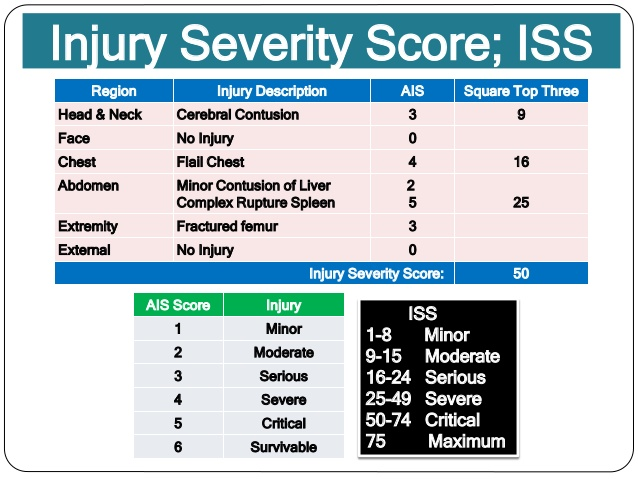 Injury Severity Score; ISS
Region Injury Description AIS Square Top Three
Head & Neck Cerebral Contusion 3 9
Face No Injury 0
Chest Flail Chest 4 16
Abdomen Minor Contusion of Liver 2
Complex Rupture Spleen 5 25
Extremity Fractured femur 3
External No Injury 0
Injury Severity Score: 50
AIS Score Injury
1 Minor
2 Moderate
3 Serious
4 Severe
5 Critical
6 Survivable
ISS
1-8 Minor
9-15 Moderate
16-24 Serious
25-49 Severe
50-74 Critical
75 Maximum